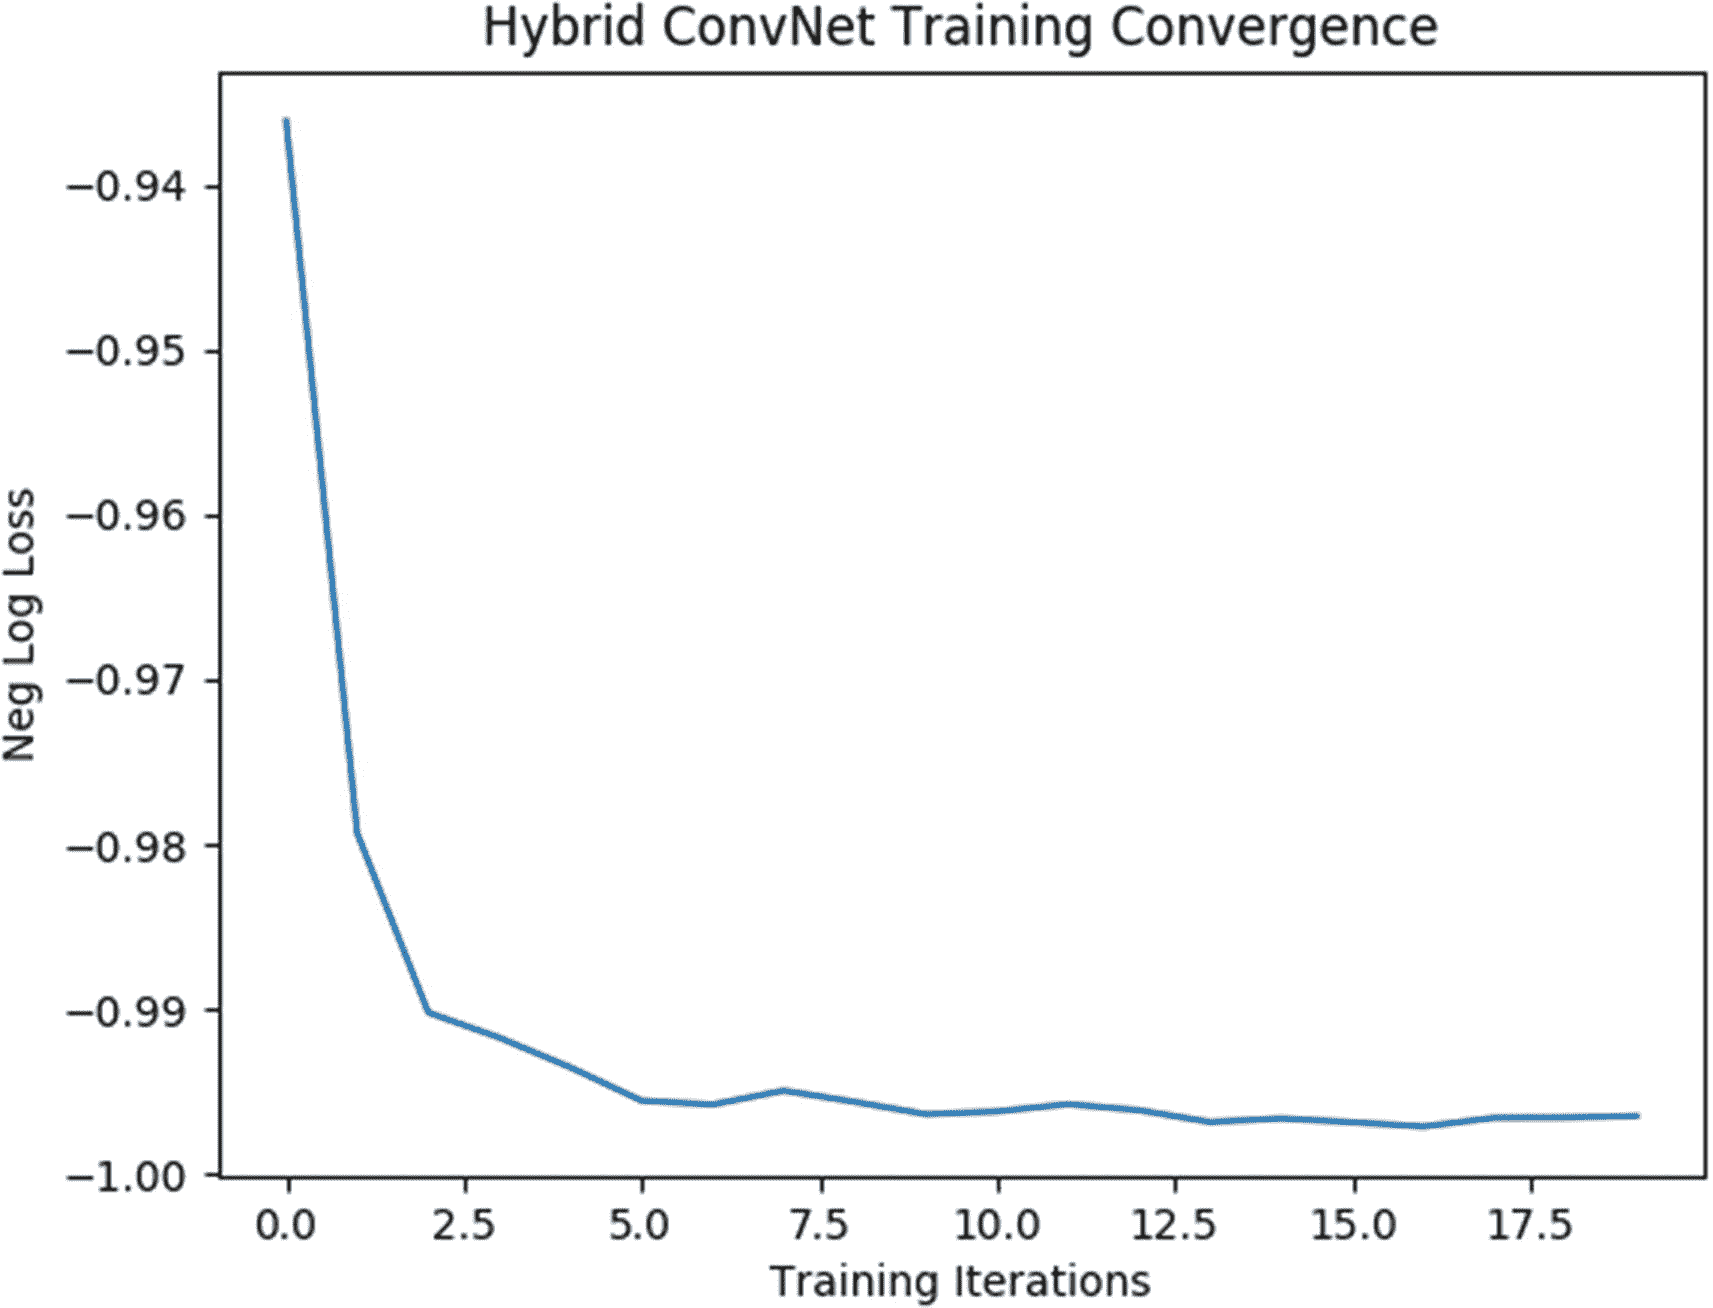 Hybrid ConvNet Training Convergence
−0.94
−0.95
−0.96
−0.97
−0.98
−0.99
−1.00
Neg Log Loss
0.0 2.5 5.0 7.5 10.0 12.5 15.0 17.5
Training Iterations